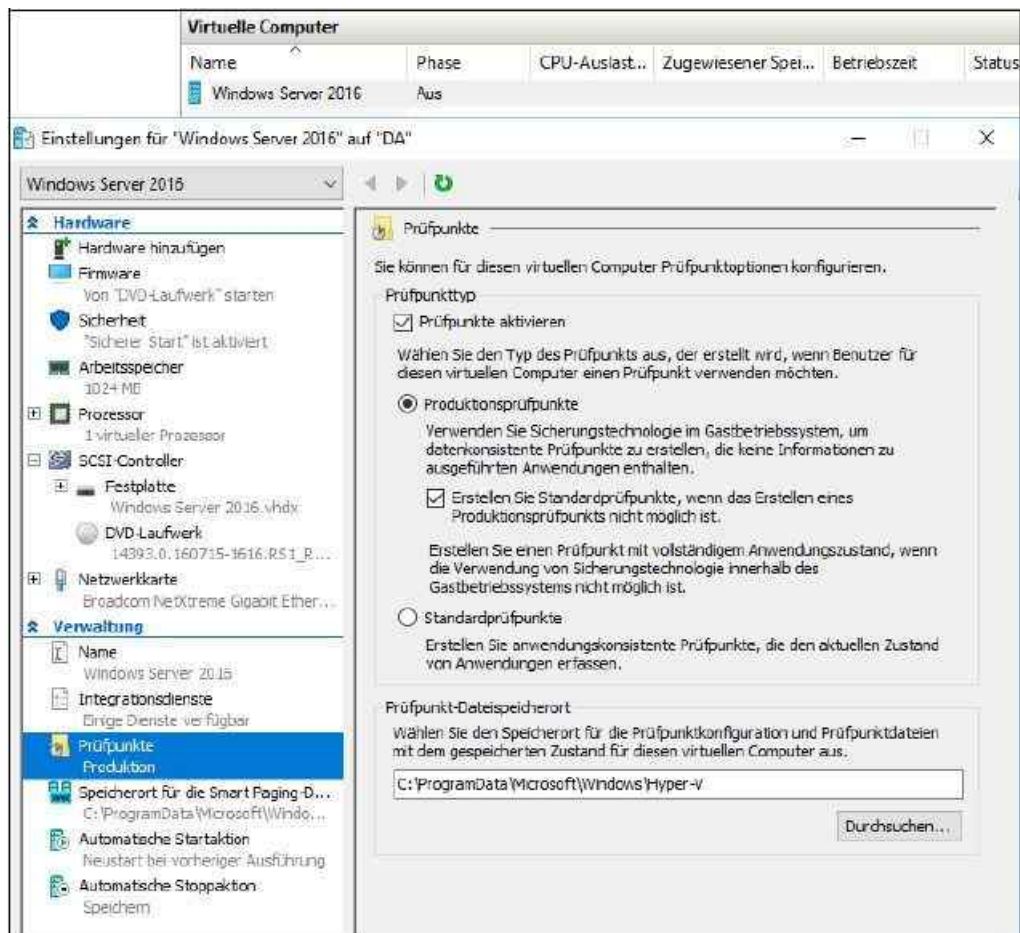 Virtuelle Computer
Name Phase CPU-Auslast... Zugewiesener Spei... Betriebszeit Status
Windows Server 2016 Aus
Einstellungen für "Windows Server 2016" auf "DA"
Windows Server 2016
Hardware
Hardware hinzufügen
Firmware
Von "DVD-Laufwerk" starten
Sicherheit
"Sicherer Start" ist aktiviert
Arbeitsspeicher
1024 MB
Prozessor
1 virtueller Prozessor
SCSI-Controller
Festplatte
Windows Server 2016.vhdx
DVD-Laufwerk
14393.0.160715-1616.RS1_R...
Netzwerkkarte
Broadcom NetXtreme Gigabit Ether...
Verwaltung
Name
Windows Server 2016
Integrationsdienste
Einige Dienste verfügbar
Prüfpunkte
Produktion
Speicherort für die Smart Paging-D...
C:\ProgramData\Microsoft\Windo...
Automatische Startaktion
Neustart bei vorheriger Ausführung
Automatische Stoppaktion
Speichern
Prüfpunkte
Sie können für diesen virtuellen Computer Prüfpunktoptionen konfigurieren.
Prüfpunkttyp
Prüfpunkte aktivieren
Wählen Sie den Typ des Prüfpunkts aus, der erstellt wird, wenn Benutzer für
diesen virtuellen Computer einen Prüfpunkt verwenden möchten.
Produktionsprüfpunkte
Verwenden Sie Sicherungstechnologie im Gastbetriebssystem, um
datenkonsistente Prüfpunkte zu erstellen, die keine Informationen zu
ausgeführten Anwendungen enthalten.
Erstellen Sie Standardprüfpunkte, wenn das Erstellen eines
Produktionsprüfpunkts nicht möglich ist.
Erstellen Sie einen Prüfpunkt mit vollständigem Anwendungszustand, wenn
die Verwendung von Sicherungstechnologie innerhalb des
Gastbetriebssystems nicht möglich ist.
Standardprüfpunkte
Erstellen Sie anwendungskonsistente Prüfpunkte, die den aktuellen Zustand
von Anwendungen erfassen.
Prüfpunkt-Dateispeicherort
Wählen Sie den Speicherort für die Prüfpunktkonfiguration und Prüfpunktdateien
mit dem gespeicherten Zustand für diesen virtuellen Computer aus.
C:\ProgramData\Microsoft\Windows\Hyper-V
Durchsuchen...